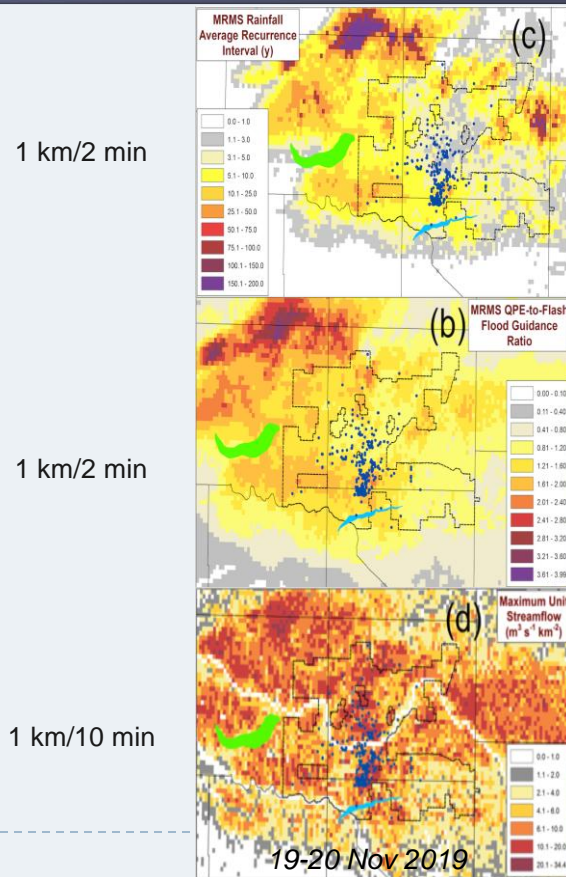 MRMS Rainfall
Average Recurrence
Interval (y)
(c)
0.0 - 1.0
1.1 - 3.0
3.1 - 5.0
5.1 - 10.0
10.1 - 25.0
25.1 - 50.0
50.1 - 75.0
75.1 - 100.0
100.1 - 150.0
150.1 - 200.0
1 km/2 min
(b)
MRMS QPE-to-Flash
Flood Guidance
Ratio
0.00 - 0.10
0.11 - 0.40
0.41 - 0.80
0.81 - 1.20
1.21 - 1.60
1.61 - 2.00
2.01 - 2.40
2.41 - 2.80
2.81 - 3.20
3.21 - 3.60
3.61 - 3.99
1 km/2 min
(d)
Maximum Unit
Streamflow
(m³ s⁻¹ km⁻²)
0.0 - 1.0
1.1 - 2.0
2.1 - 4.0
4.1 - 6.0
6.1 - 10.0
10.1 - 20.0
20.1 - 34.4
1 km/10 min
19-20 Nov 2019